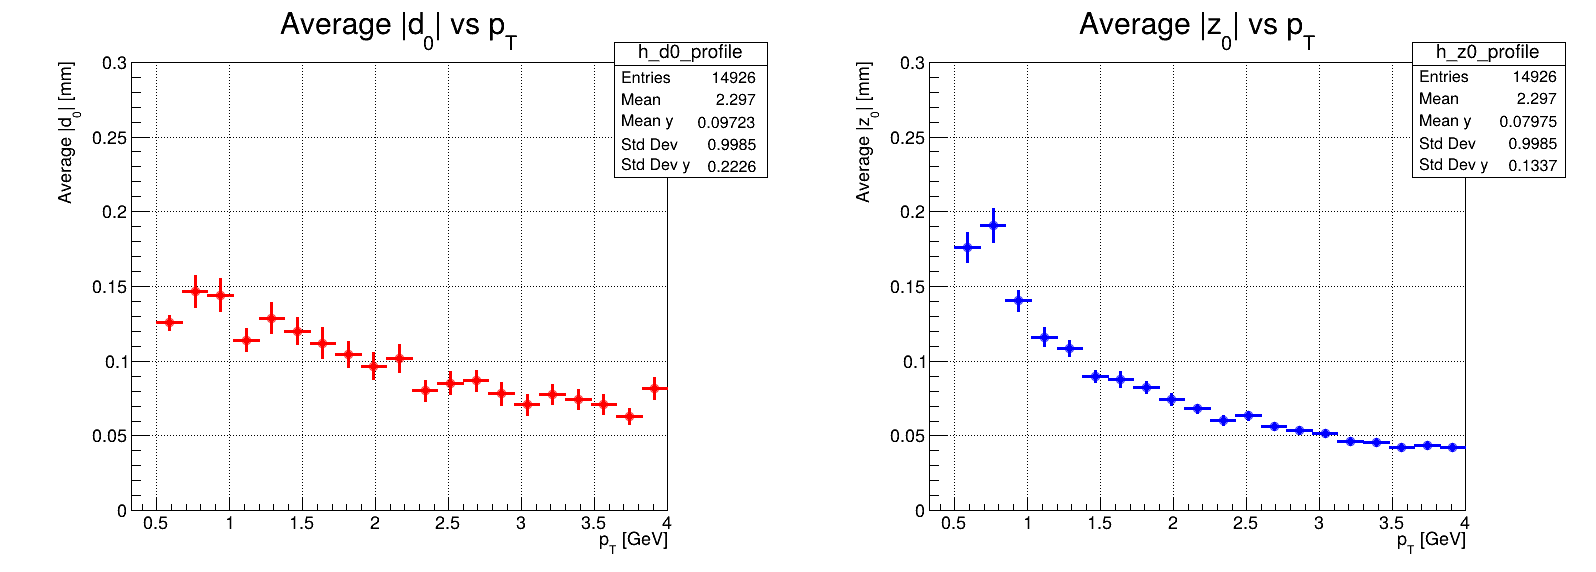 Average |d0| vs pT
h_d0_profile
Entries 14926
Mean 2.297
Mean y 0.09723
Std Dev 0.9985
Std Dev y 0.2226
Average |d0| [mm]
0.3
0.25
0.2
0.15
0.1
0.05
0
0.5 1 1.5 2 2.5 3 3.5 4
pT [GeV]
Average |z0| vs pT
h_z0_profile
Entries 14926
Mean 2.297
Mean y 0.07975
Std Dev 0.9985
Std Dev y 0.1337
Average |z0| [mm]
0.3
0.25
0.2
0.15
0.1
0.05
0
0.5 1 1.5 2 2.5 3 3.5 4
pT [GeV]